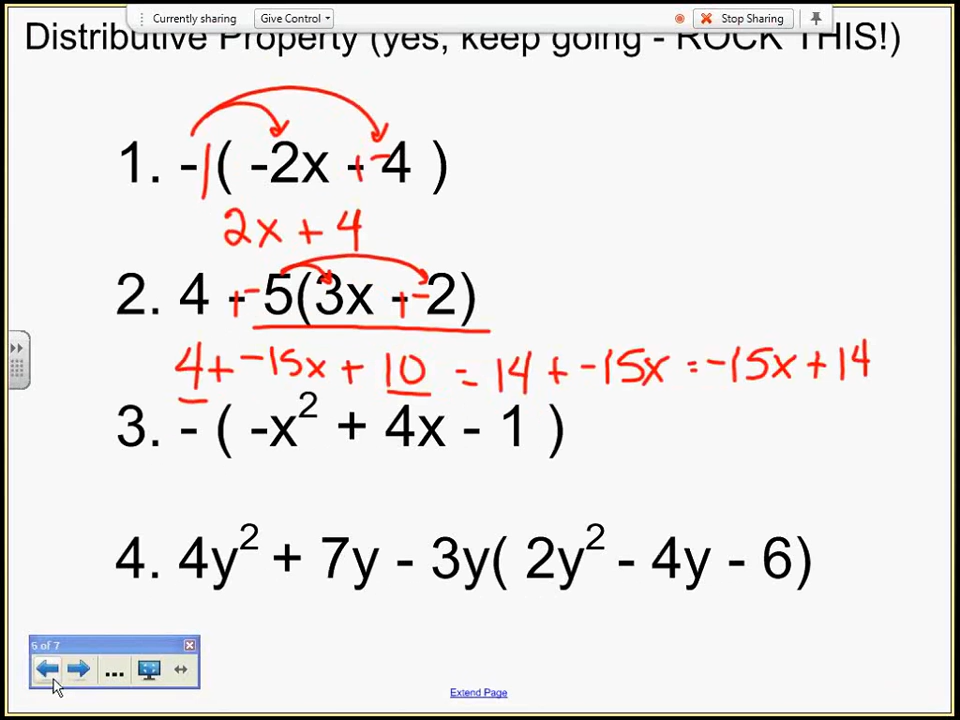 Currently sharing Give Control Stop Sharing
Distributive Property (yes, keep going - ROCK THIS!)
1. -1( -2x +- 4 )
2x + 4
2. 4 +- 5(3x +- 2)
4 + -15x + 10 = 14 + -15x = -15x + 14
3. - ( -x² + 4x - 1 )
4. 4y² + 7y - 3y( 2y² - 4y - 6)
6 of 7
...
Extend Page